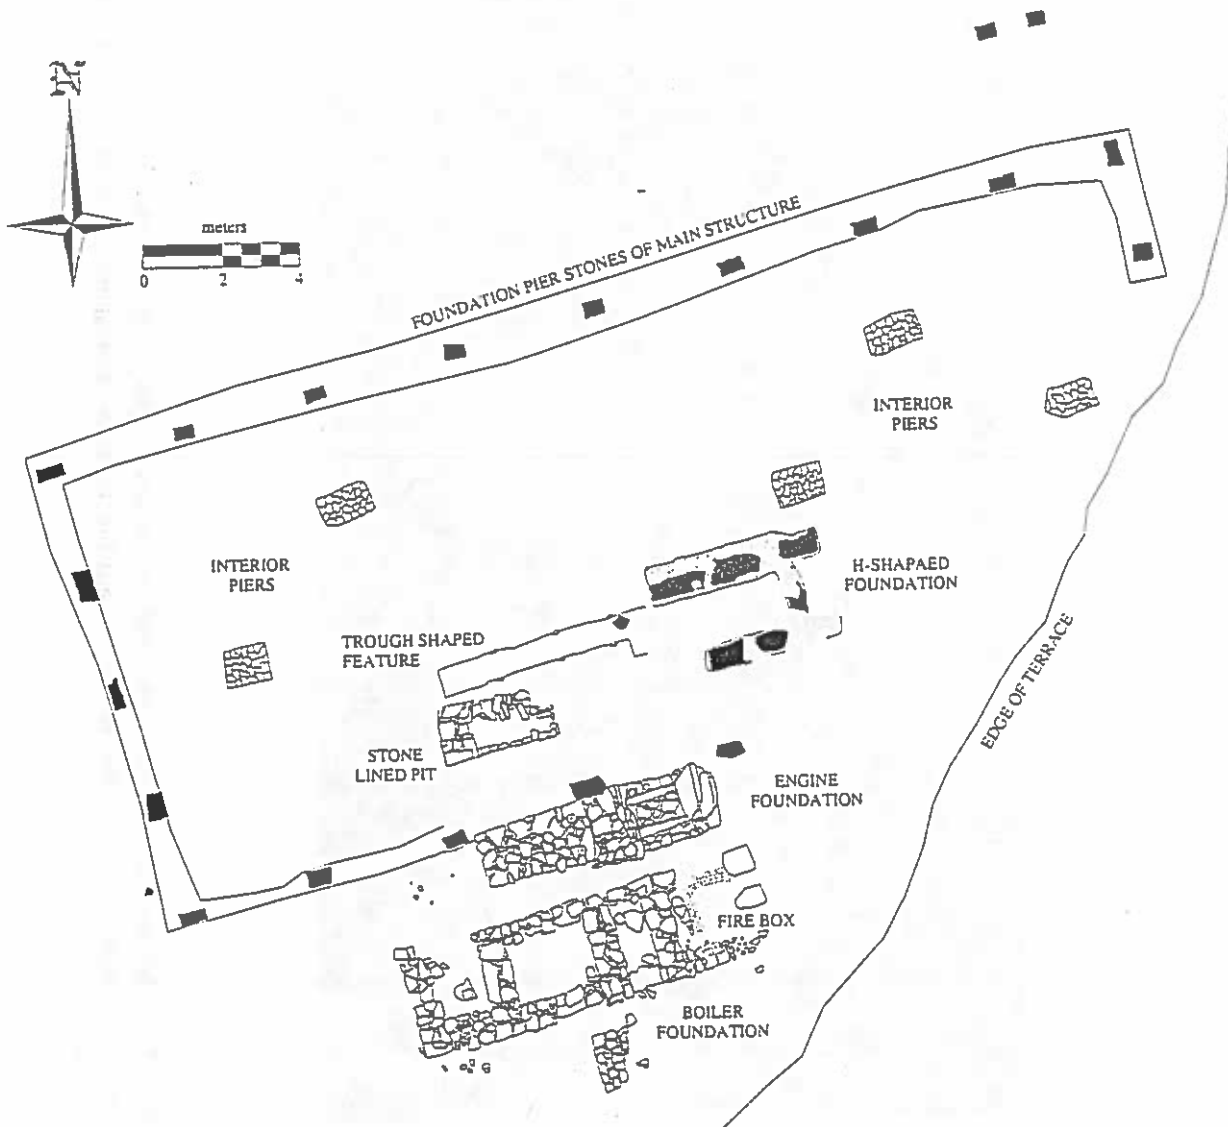 N
meters
0 2 4
FOUNDATION PIER STONES OF MAIN STRUCTURE
INTERIOR
PIERS
INTERIOR
PIERS
H-SHAPAED
FOUNDATION
TROUGH SHAPED
FEATURE
EDGE OF TERRACE
STONE
LINED PIT
ENGINE
FOUNDATION
FIRE BOX
BOILER
FOUNDATION